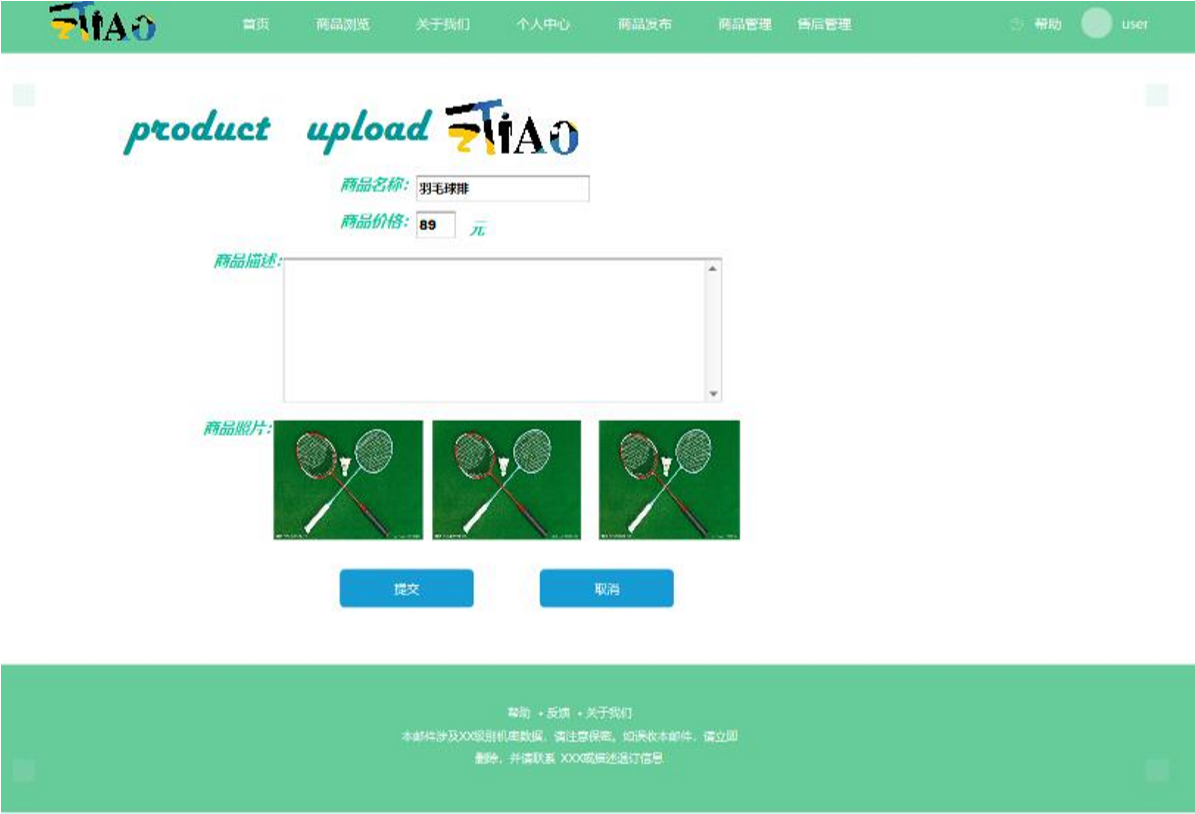 TiAo 首页 商品浏览 关于我们 个人中心 商品发布 商品管理 售后管理 帮助 user
product upload TiAo
商品名称: 羽毛球排
商品价格: 89 元
商品描述:
商品照片:
提交 取消
帮助 •反馈 •关于我们
本邮件涉及XX级别机密数据，请注意保密。如误收本邮件，请立即
删除，并请联系 XXX或描述退订信息